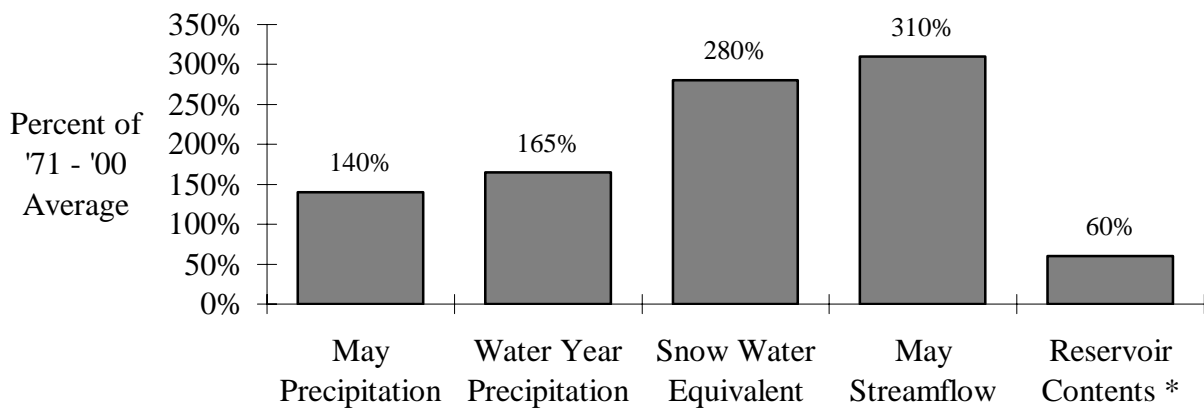 350%
300%
250%
200%
150%
100%
50%
0%
Percent of
'71 - '00
Average
140%
165%
280%
310%
60%
May
Precipitation
Water Year
Precipitation
Snow Water
Equivalent
May
Streamflow
Reservoir
Contents *